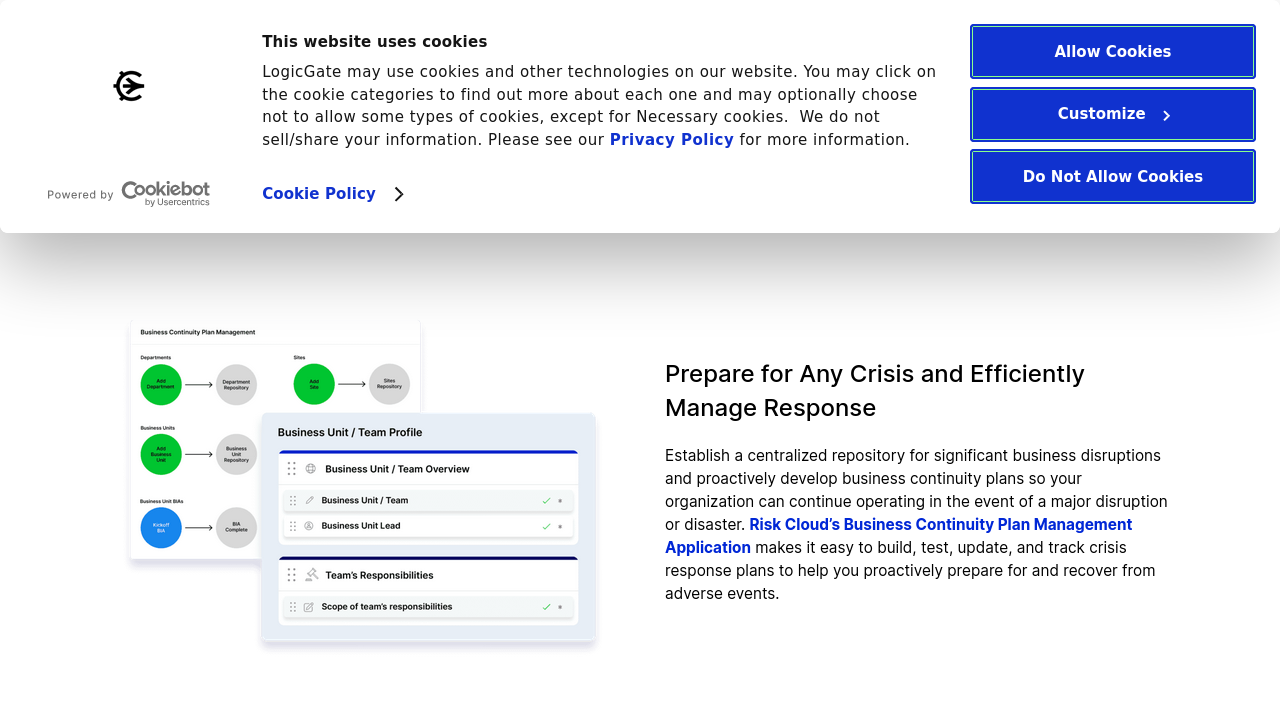 This website uses cookies
LogicGate may use cookies and other technologies on our website. You may click on
the cookie categories to find out more about each one and may optionally choose
not to allow some types of cookies, except for Necessary cookies.  We do not
sell/share your information. Please see our Privacy Policy for more information.
Cookie Policy
Powered by Cookiebot
by Usercentrics
Allow Cookies
Customize
Do Not Allow Cookies
Business Continuity Plan Management
Departments
Add
Department
Department
Repository
Sites
Add
Site
Sites
Repository
Business Units
Add
Business
Unit
Business
Unit
Repository
Business Unit BIAs
Kickoff
BIA
BIA
Complete
Business Unit / Team Profile
Business Unit / Team Overview
Business Unit / Team
Business Unit Lead
Team's Responsibilities
Scope of team's responsibilities
Prepare for Any Crisis and Efficiently
Manage Response
Establish a centralized repository for significant business disruptions
and proactively develop business continuity plans so your
organization can continue operating in the event of a major disruption
or disaster. Risk Cloud’s Business Continuity Plan Management
Application makes it easy to build, test, update, and track crisis
response plans to help you proactively prepare for and recover from
adverse events.